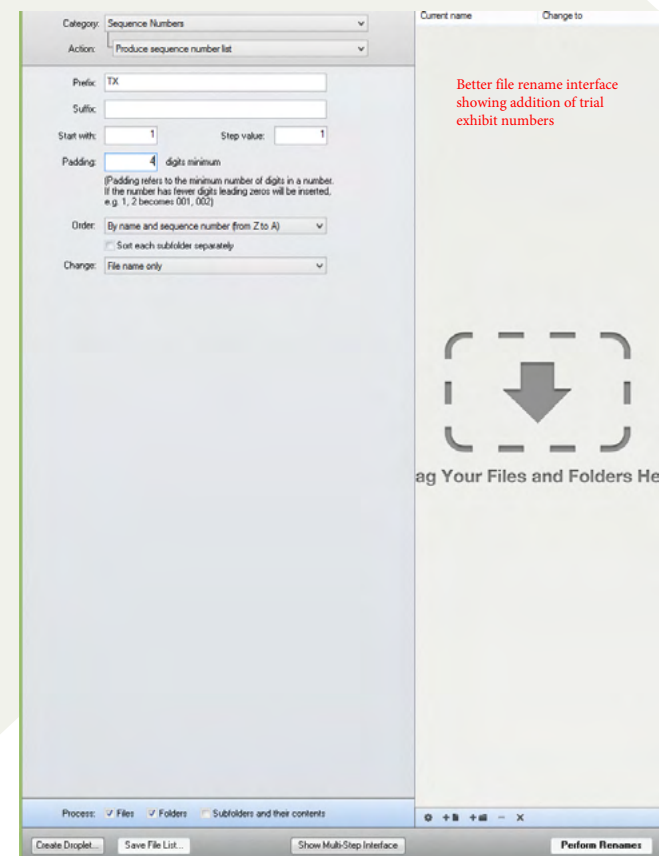 Category: Sequence Numbers
Action: Produce sequence number list
Prefix: TX
Suffix:
Start with: 1 Step value: 1
Padding: 4 digits minimum
(Padding refers to the minimum number of digits in a number.
If the number has fewer digits leading zeros will be inserted,
e.g. 1, 2 becomes 001, 002)
Order: By name and sequence number (from Z to A)
Sort each subfolder separately
Change: File name only
Process: Files Folders Subfolders and their contents
Create Droplet... Save File List... Show Multi-Step Interface
Current name Change to
Better file rename interface
showing addition of trial
exhibit numbers
ag Your Files and Folders He
Perform Renames